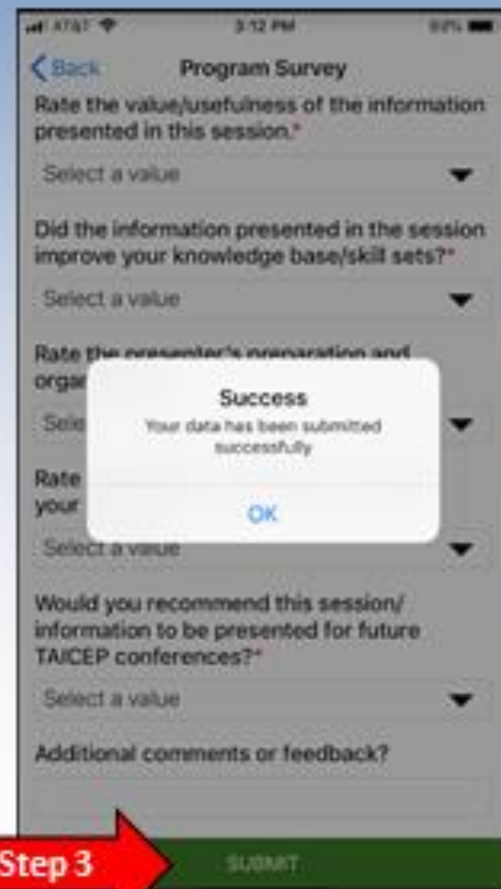 AT&T 3:12 PM
Back Program Survey
Rate the value/usefulness of the information
presented in this session.*
Select a value
Did the information presented in the session
improve your knowledge base/skill sets?*
Select a value
Rate the presenter's preparation and
organ
Sele
Success
Your data has been submitted
successfully
OK
Rate
your
Select a value
Would you recommend this session/
information to be presented for future
TAICEP conferences?*
Select a value
Additional comments or feedback?
Step 3
SUBMIT